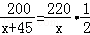 200/(x+45) = 220/x * 1/2